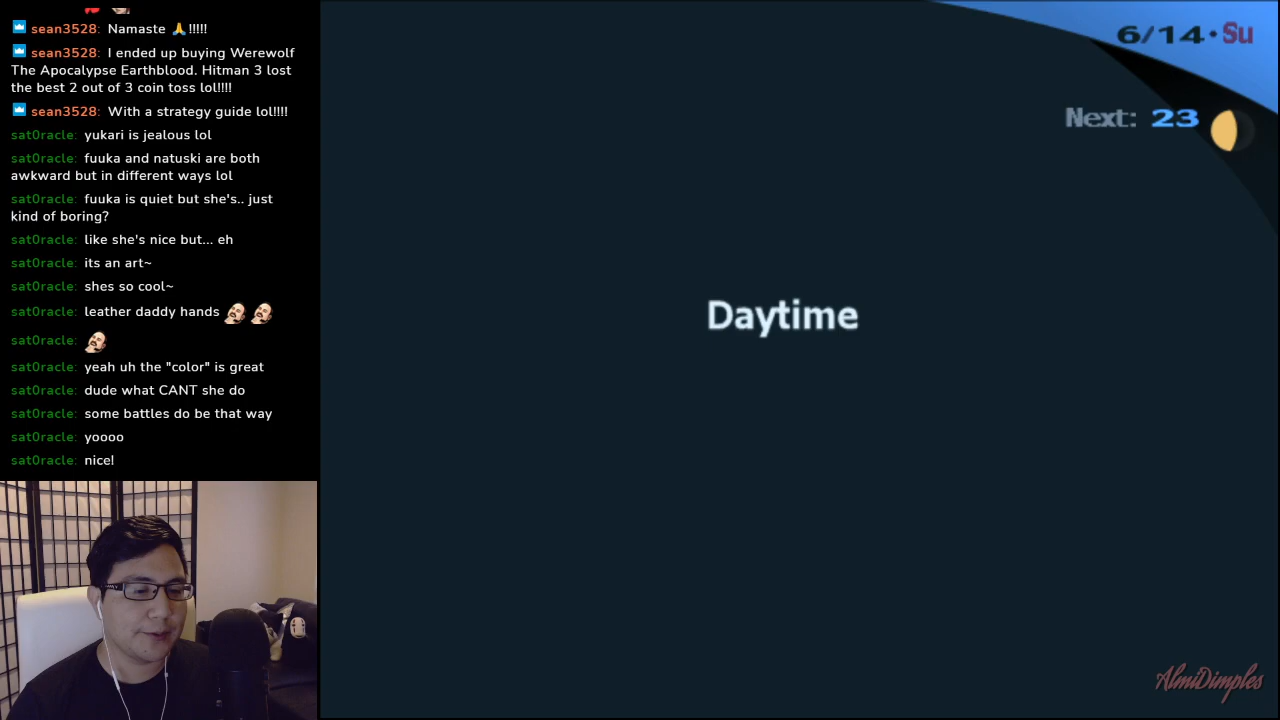 sean3528: Namaste 🙏!!!!!
sean3528: I ended up buying Werewolf
The Apocalypse Earthblood. Hitman 3 lost
the best 2 out of 3 coin toss lol!!!!
sean3528: With a strategy guide lol!!!!
sat0racle: yukari is jealous lol
sat0racle: fuuka and natuski are both
awkward but in different ways lol
sat0racle: fuuka is quiet but she's.. just
kind of boring?
sat0racle: like she's nice but... eh
sat0racle: its an art~
sat0racle: shes so cool~
sat0racle: leather daddy hands
sat0racle:
sat0racle: yeah uh the "color" is great
sat0racle: dude what CANT she do
sat0racle: some battles do be that way
sat0racle: yoooo
sat0racle: nice!
6/14·Su
Next: 23
Daytime
AlmiDimples